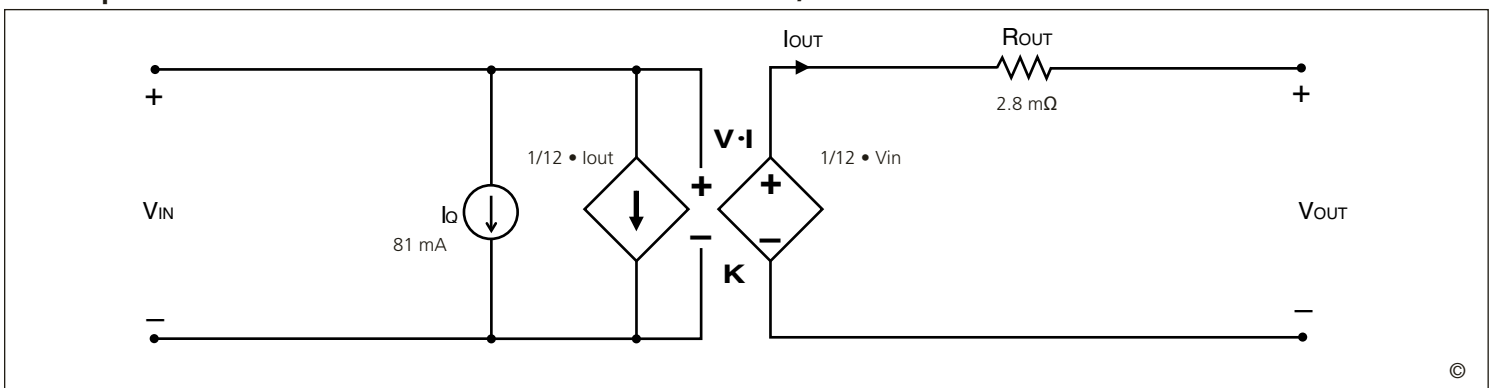 IOUT
ROUT
2.8 mΩ
+
+
V·I
1/12 • Iout
1/12 • Vin
+
+
VIN
IQ
VOUT
81 mA
–
–
K
–
–
©